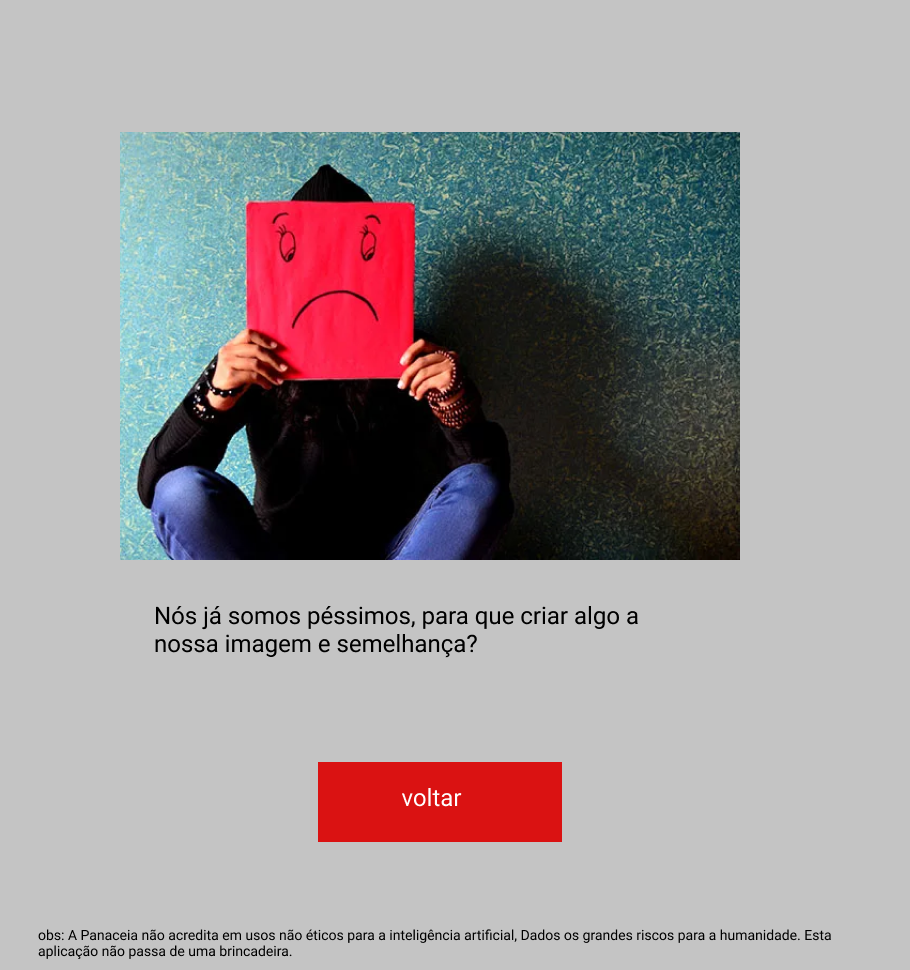 Nós já somos péssimos, para que criar algo a
nossa imagem e semelhança?
voltar
obs: A Panaceia não acredita em usos não éticos para a inteligência artificial, Dados os grandes riscos para a humanidade. Esta
aplicação não passa de uma brincadeira.